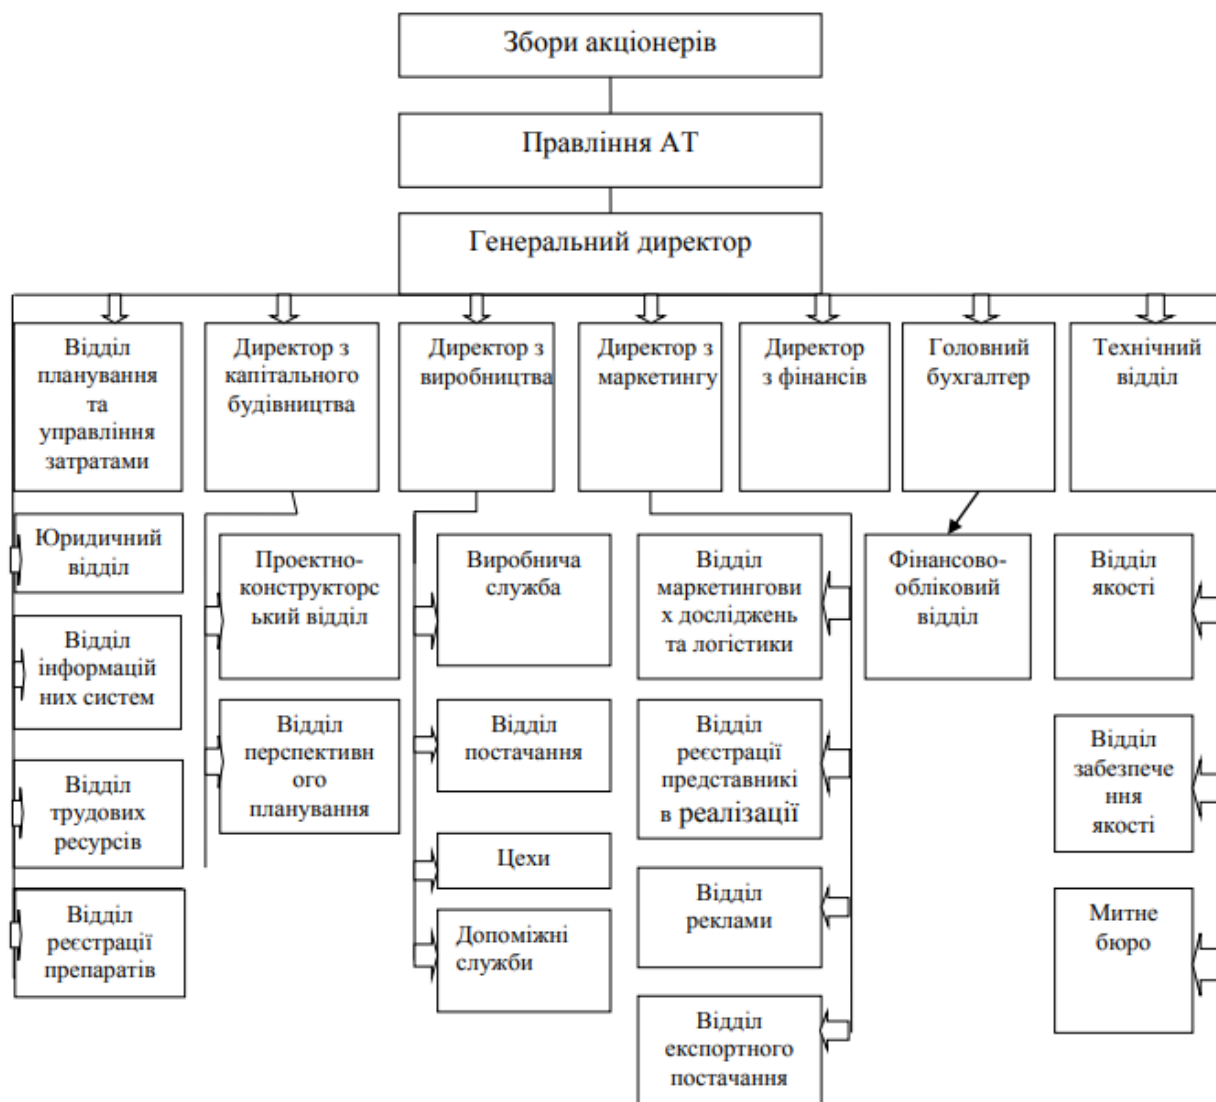 Збори акціонерів
Правління АТ
Генеральний директор
Відділ
планування
та
управління
затратами
Директор з
капітального
будівництва
Директор з
виробництва
Директор з
маркетингу
Директор
з фінансів
Головний
бухгалтер
Технічний
відділ
Юридичний
відділ
Відділ
інформацій
них систем
Відділ
трудових
ресурсів
Відділ
реєстрації
препаратів
Проектно-
конструкторс
ький відділ
Відділ
перспективн
ого
планування
Виробнича
служба
Відділ
постачання
Цехи
Допоміжні
служби
Відділ
маркетингови
х досліджень
та логістики
Відділ
реєстрації
представникі
в реалізації
Відділ
реклами
Відділ
експортного
постачання
Фінансово-
обліковий
відділ
Відділ
якості
Відділ
забезпече
ння
якості
Митне
бюро